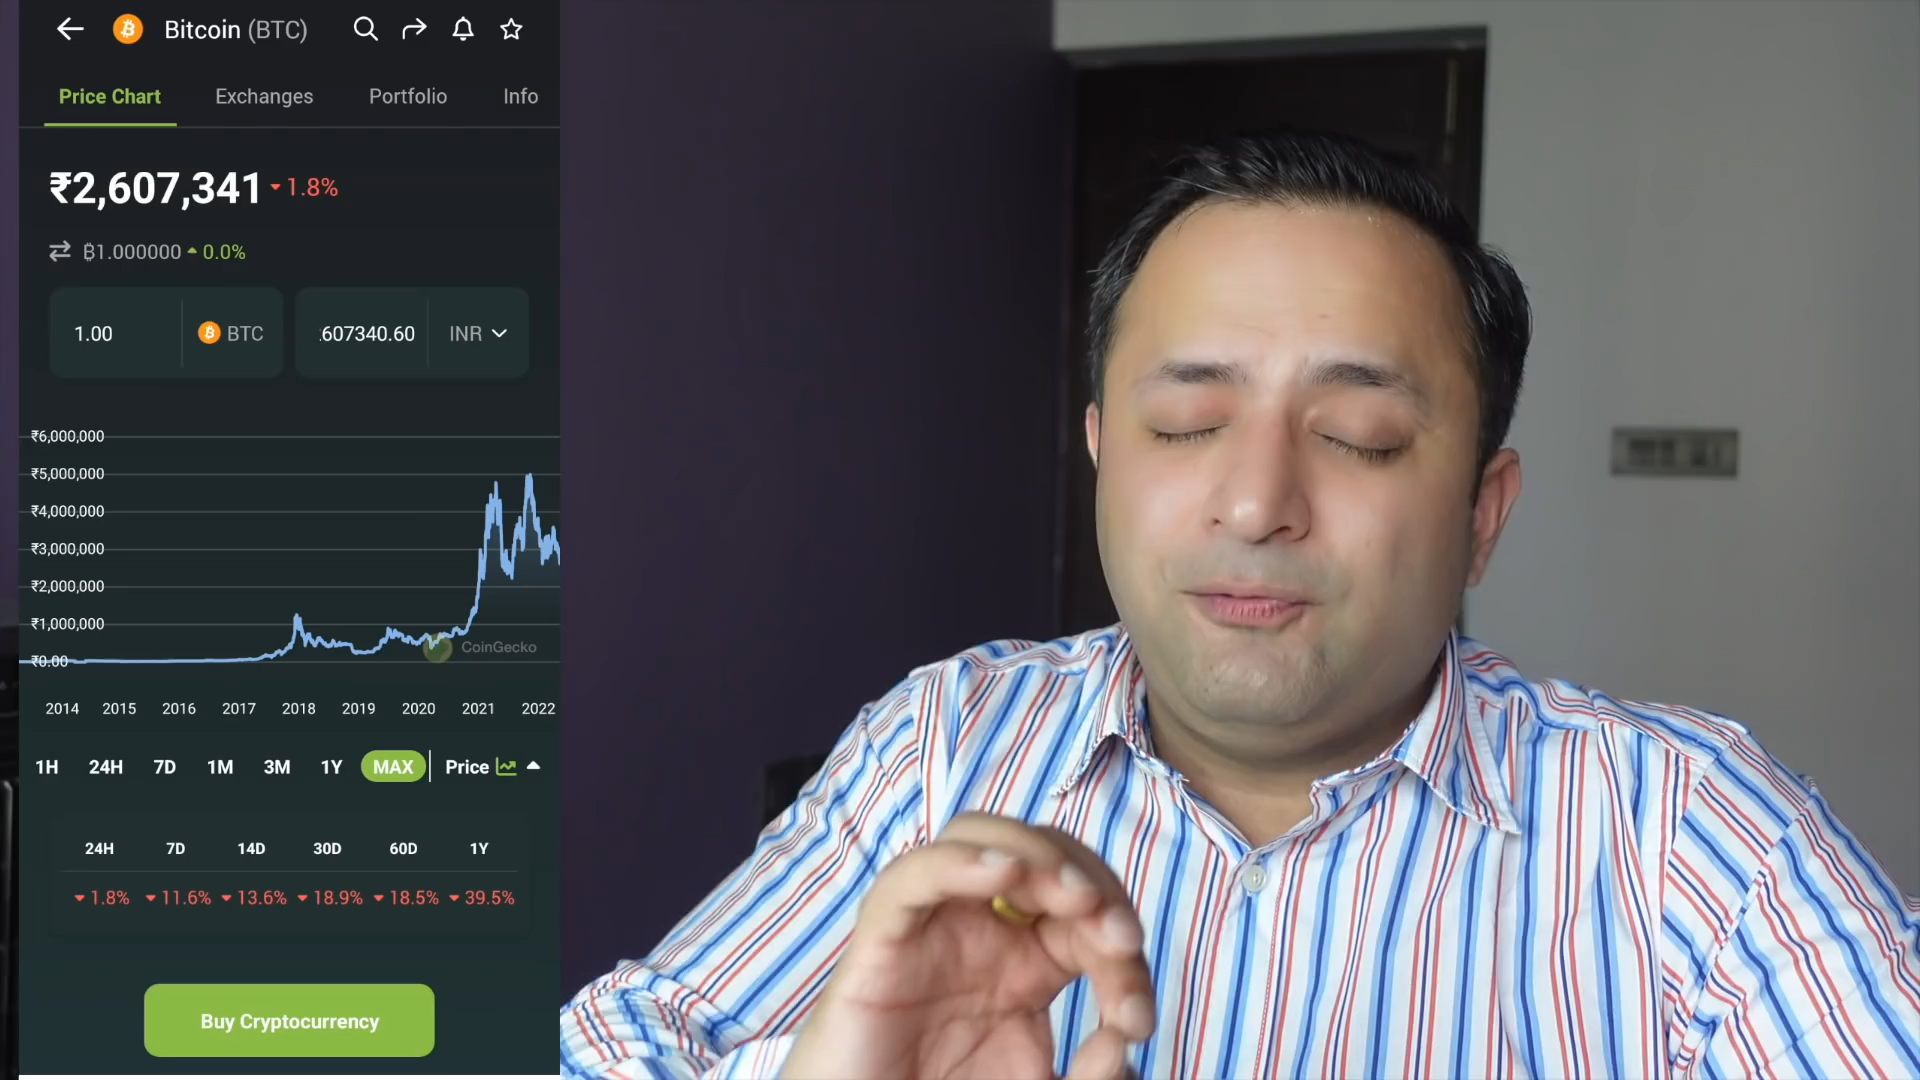 Bitcoin (BTC)
Price Chart Exchanges Portfolio Info
₹2,607,341 1.8%
₿1.000000 0.0%
1.00 BTC .607340.60 INR
₹6,000,000
₹5,000,000
₹4,000,000
₹3,000,000
₹2,000,000
₹1,000,000
CoinGecko
₹0.00
2014 2015 2016 2017 2018 2019 2020 2021 2022
1H 24H 7D 1M 3M 1Y MAX Price
24H 7D 14D 30D 60D 1Y
1.8% 11.6% 13.6% 18.9% 18.5% 39.5%
Buy Cryptocurrency